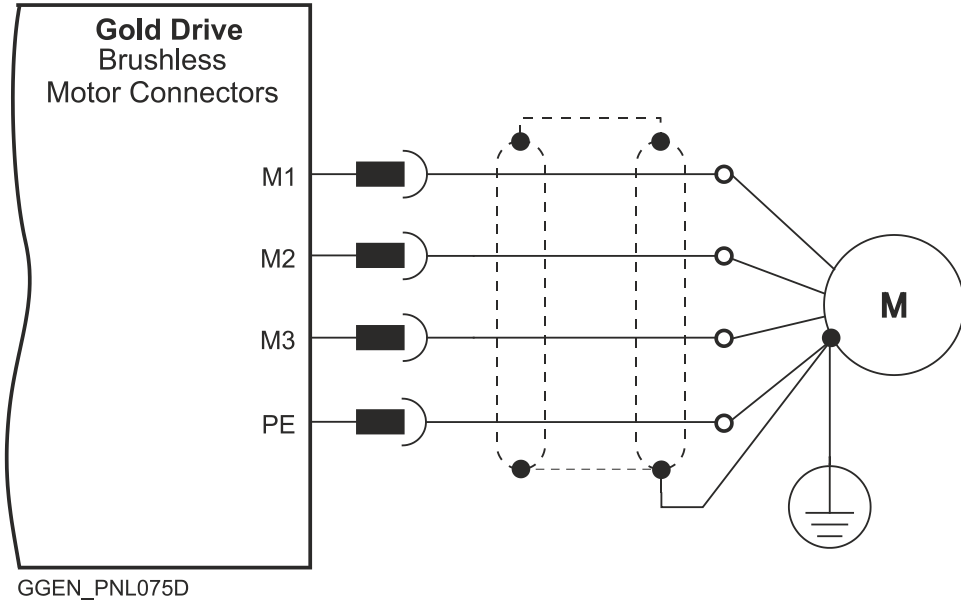 Gold Drive
Brushless
Motor Connectors
M1
M2
M3
PE
M
GGEN_PNL075D